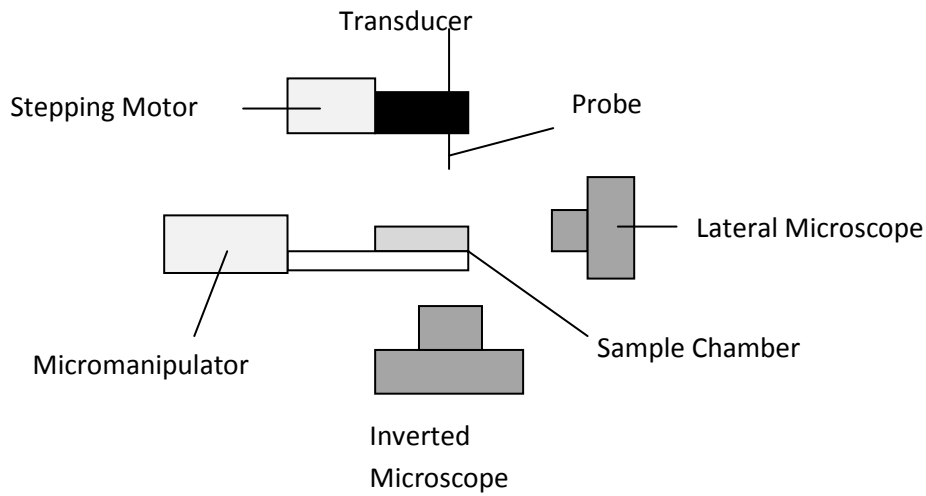 Transducer
Stepping Motor
Probe
Lateral Microscope
Sample Chamber
Micromanipulator
Inverted
Microscope